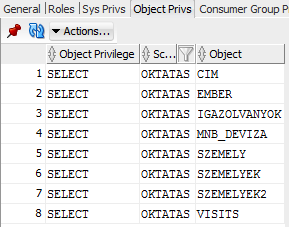 General Roles Sys Privs Object Privs Consumer Group P
Actions...
Object Privilege Sc... Object
1 SELECT OKTATAS CIM
2 SELECT OKTATAS EMBER
3 SELECT OKTATAS IGAZOLVANYOK
4 SELECT OKTATAS MNB_DEVIZA
5 SELECT OKTATAS SZEMELY
6 SELECT OKTATAS SZEMELYEK
7 SELECT OKTATAS SZEMELYEK2
8 SELECT OKTATAS VISITS